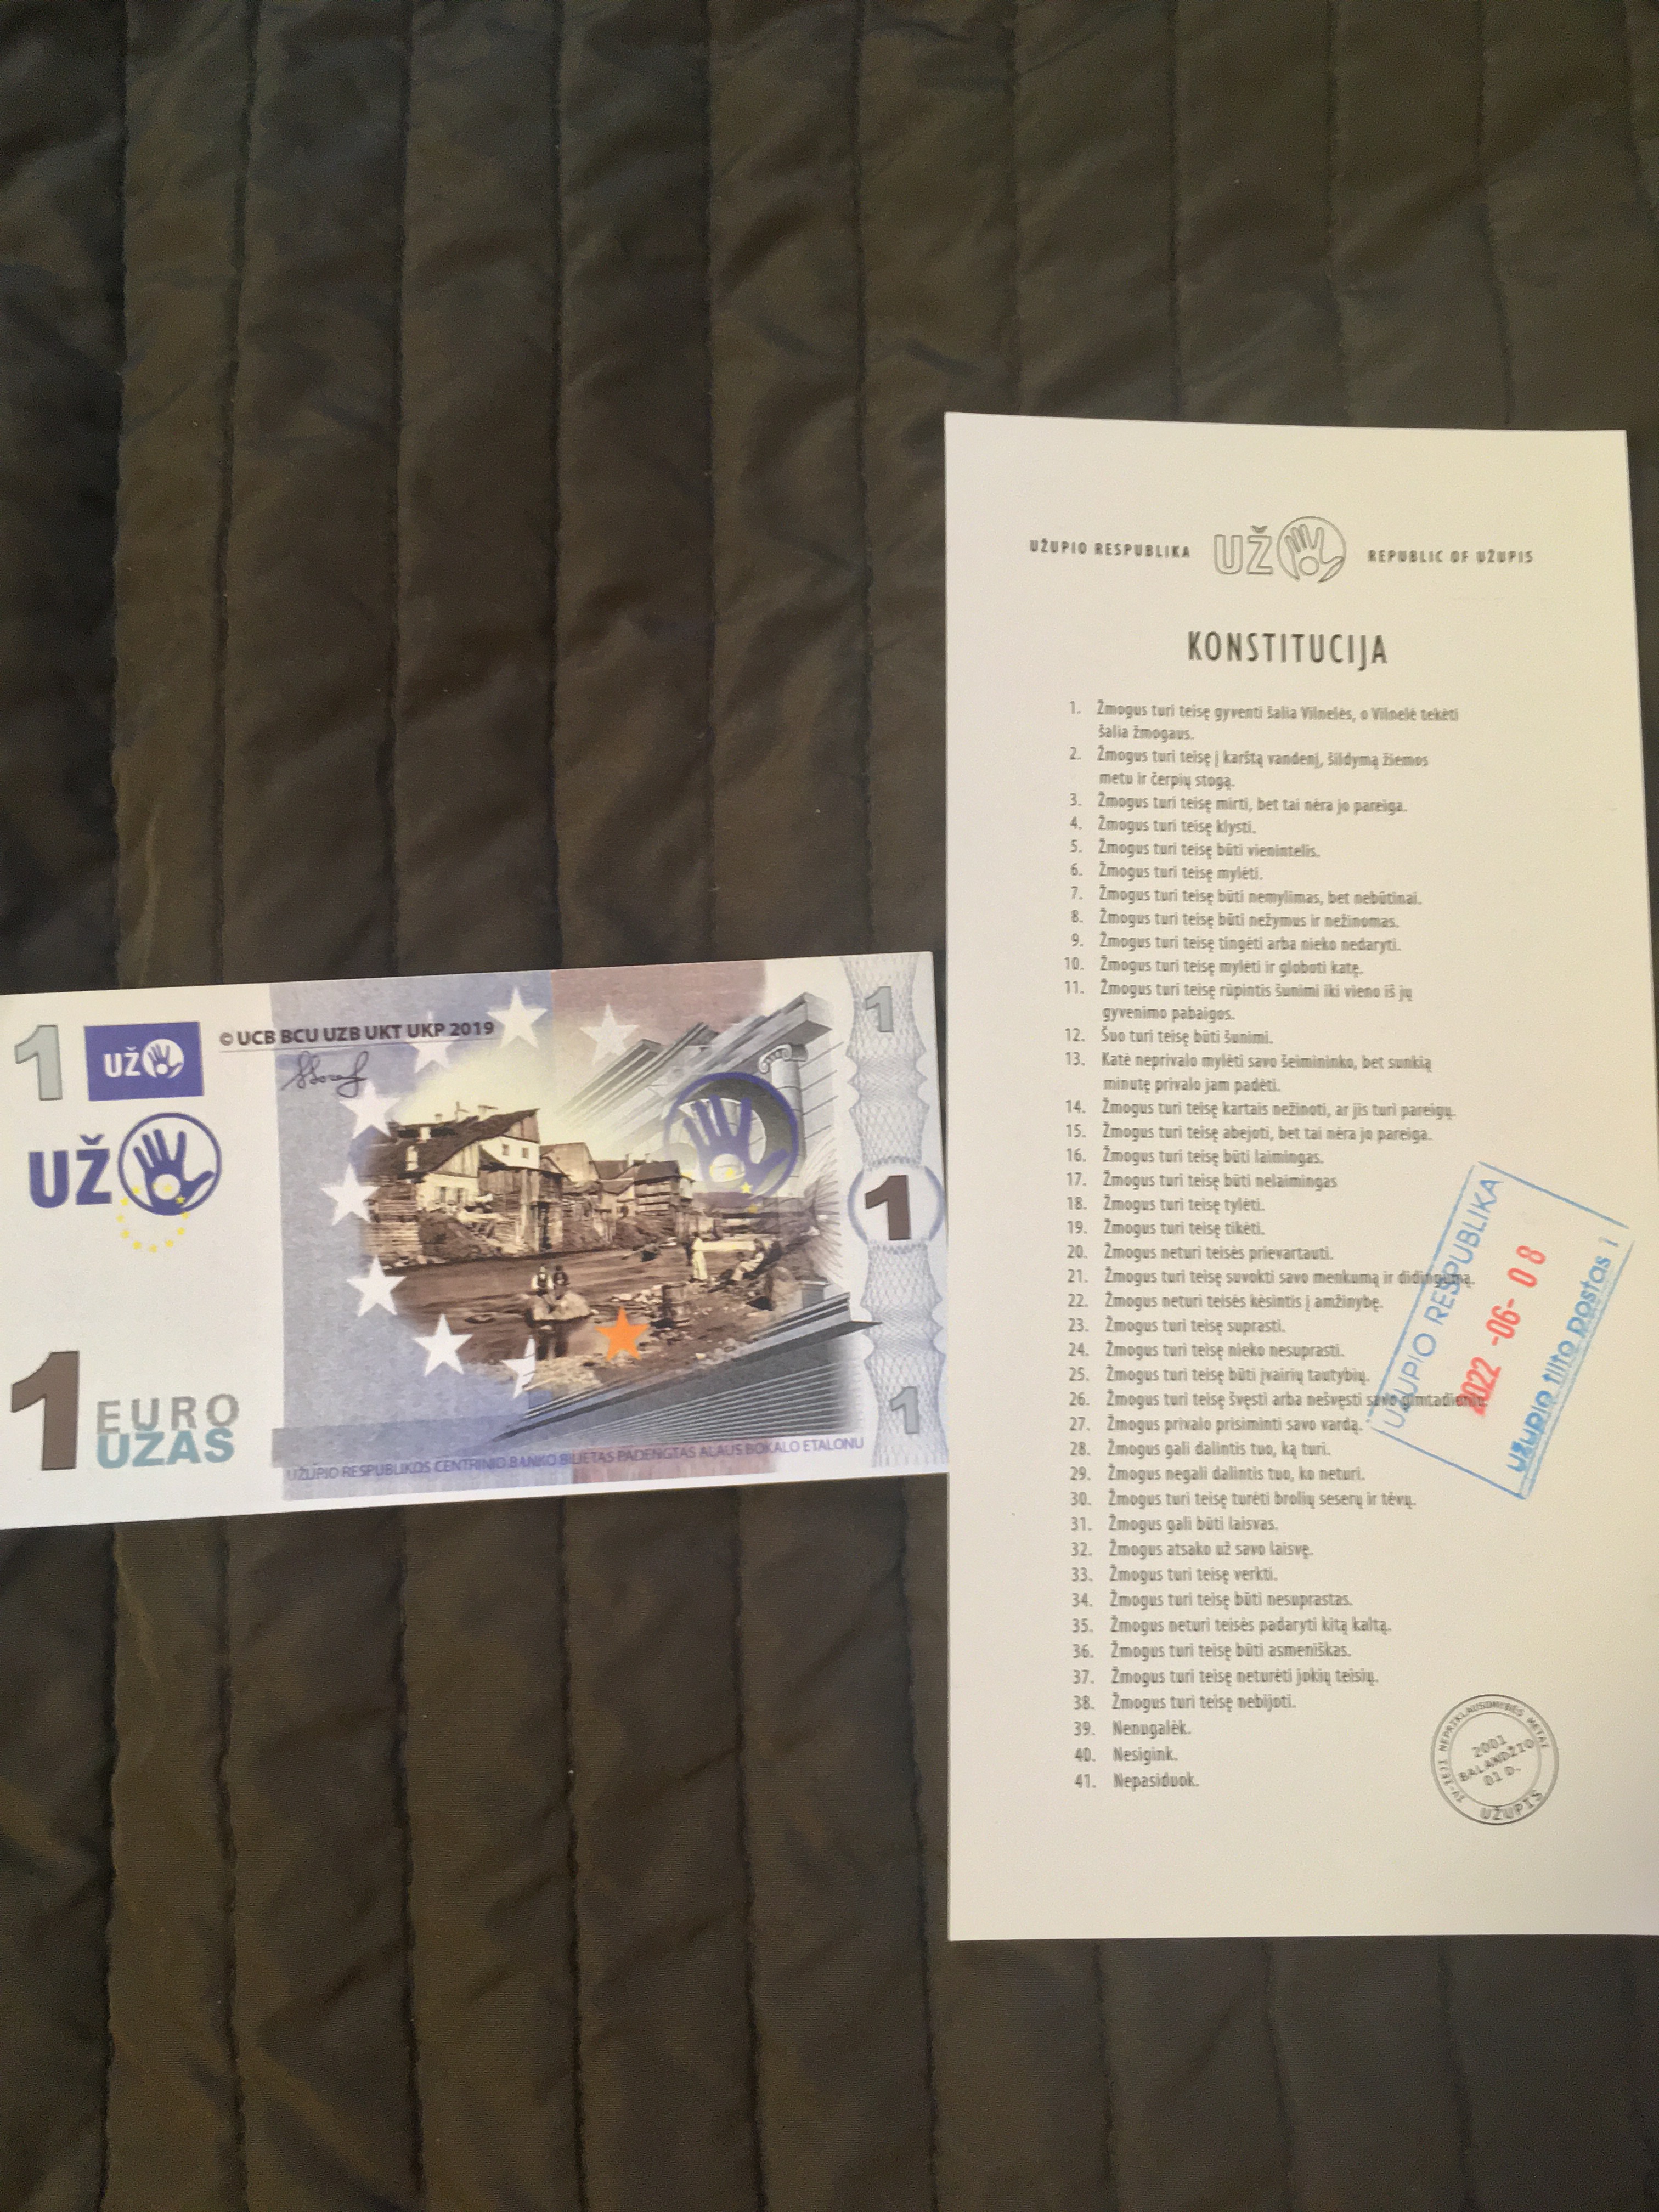 1
UŽ
© UCB BCU UZB UKT UKP 2019
UŽ
1
EURO
UZAS
1
1
1
UŽUPIO RESPUBLIKOS CENTRINIO BANKO BILIETAS PADENGTAS ALAUS BOKALO ETALONU
UŽUPIO RESPUBLIKA UŽ REPUBLIC OF UŽUPIS
KONSTITUCIJA
1. Žmogus turi teisę gyventi šalia Vilnelės, o Vilnelė tekėti
šalia žmogaus.
2. Žmogus turi teisę į karštą vandenį, šildymą žiemos
metu ir čerpių stogą.
3. Žmogus turi teisę mirti, bet tai nėra jo pareiga.
4. Žmogus turi teisę klysti.
5. Žmogus turi teisę būti vienintelis.
6. Žmogus turi teisę mylėti.
7. Žmogus turi teisę būti nemylimas, bet nebūtinai.
8. Žmogus turi teisę būti nežymus ir nežinomas.
9. Žmogus turi teisę tingėti arba nieko nedaryti.
10. Žmogus turi teisę mylėti ir globoti katę.
11. Žmogus turi teisę rūpintis šunimi iki vieno iš jų
gyvenimo pabaigos.
12. Šuo turi teisę būti šunimi.
13. Katė neprivalo mylėti savo šeimininko, bet sunkią
minutę privalo jam padėti.
14. Žmogus turi teisę kartais nežinoti, ar jis turi pareigų.
15. Žmogus turi teisę abejoti, bet tai nėra jo pareiga.
16. Žmogus turi teisę būti laimingas.
17. Žmogus turi teisę būti nelaimingas
18. Žmogus turi teisę tylėti.
19. Žmogus turi teisę tikėti.
20. Žmogus neturi teisės prievartauti.
21. Žmogus turi teisę suvokti savo menkumą ir didingumą.
22. Žmogus neturi teisės kėsintis į amžinybę.
23. Žmogus turi teisę suprasti.
24. Žmogus turi teisę nieko nesuprasti.
25. Žmogus turi teisę būti įvairių tautybių.
26. Žmogus turi teisę švęsti arba nešvęsti savo gimtadienio.
27. Žmogus privalo prisiminti savo vardą.
28. Žmogus gali dalintis tuo, ką turi.
29. Žmogus negali dalintis tuo, ko neturi.
30. Žmogus turi teisę turėti brolių seserų ir tėvų.
31. Žmogus gali būti laisvas.
32. Žmogus atsako už savo laisvę.
33. Žmogus turi teisę verkti.
34. Žmogus turi teisę būti nesuprastas.
35. Žmogus neturi teisės padaryti kitą kaltą.
36. Žmogus turi teisę būti asmeniškas.
37. Žmogus turi teisę neturėti jokių teisių.
38. Žmogus turi teisę nebijoti.
39. Nenugalėk.
40. Nesigink.
41. Nepasiduok.
UŽUPIO RESPUBLIKA
2022 -06- 08
Užupio tilto postas 1
IV-IEJI NEPRIKLAUSOMYBĖS METAI
2001
BALANDŽIO
01 D.
UŽUPIS